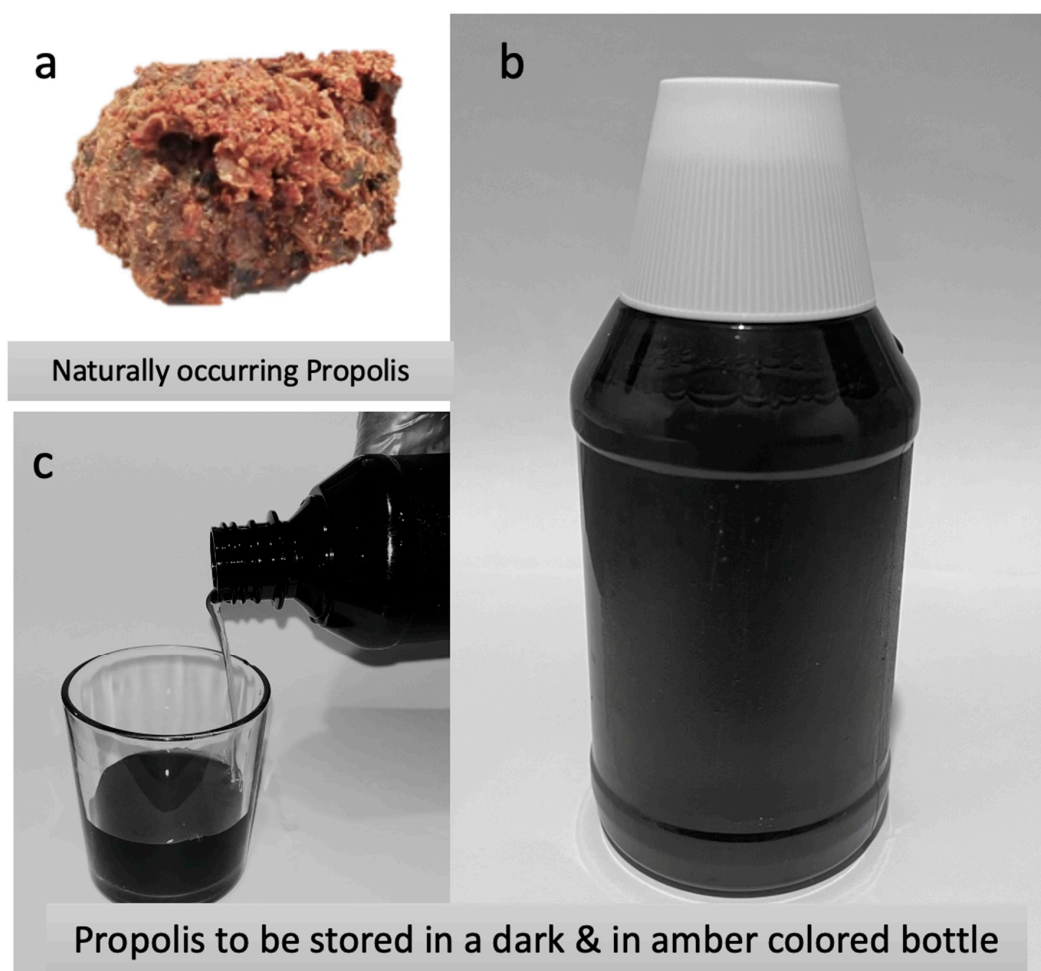 a
b
Naturally occurring Propolis
c
Propolis to be stored in a dark & in amber colored bottle